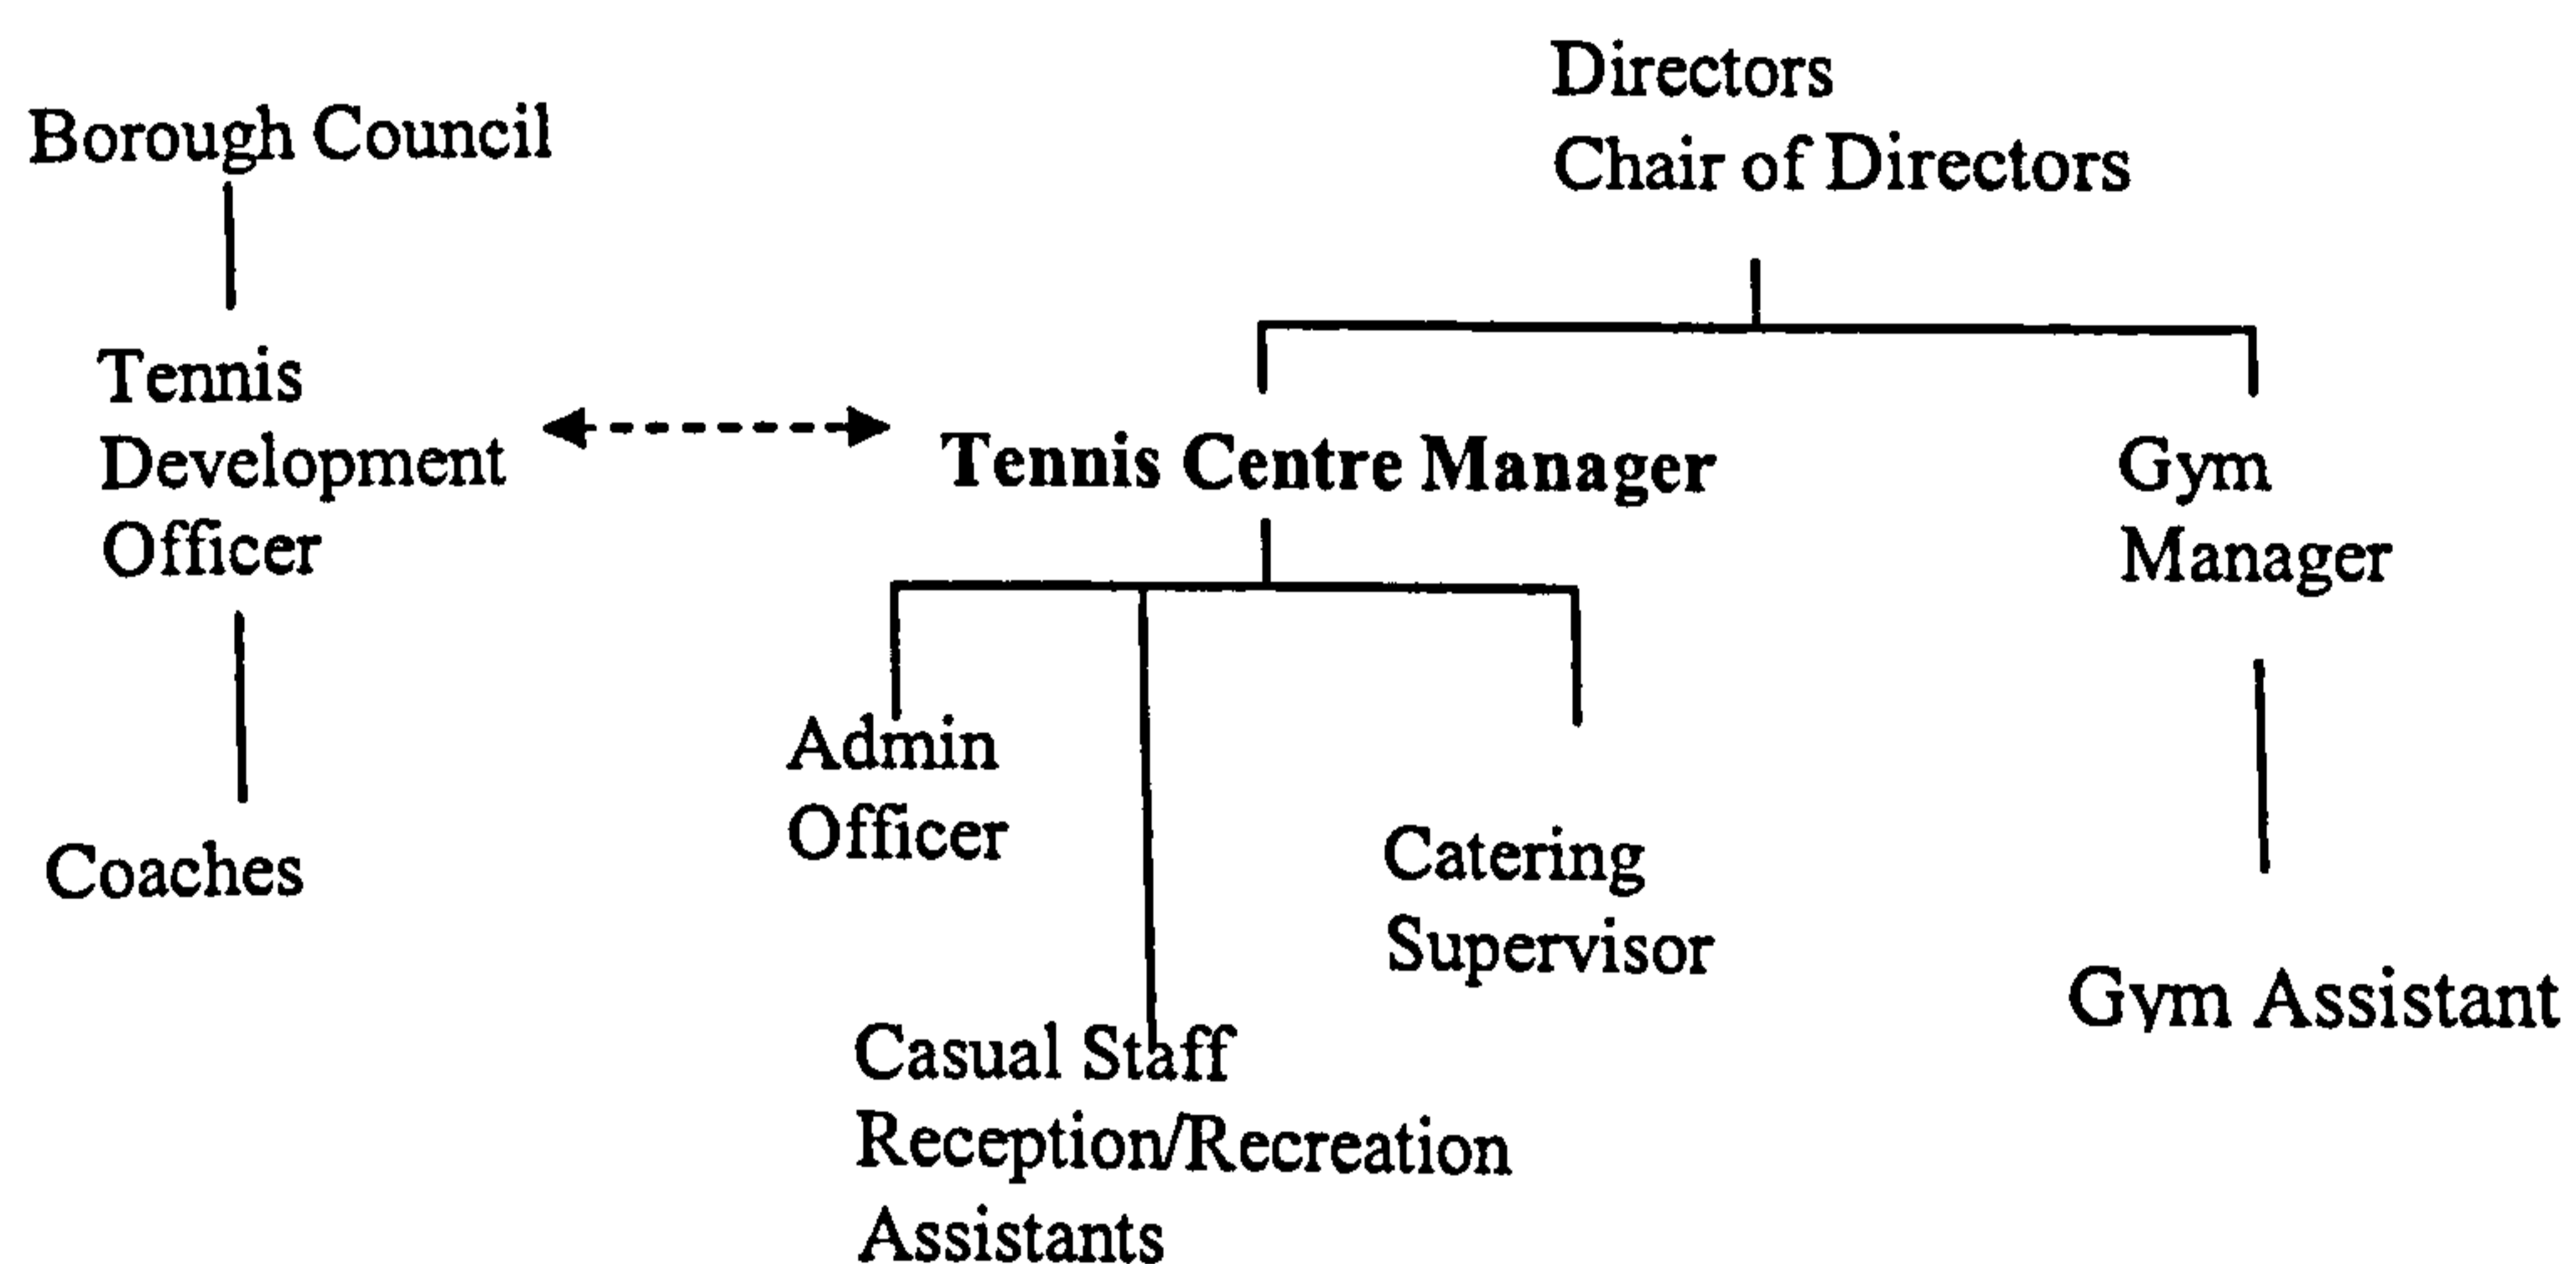 Borough Council
Directors
Chair of Directors
Tennis
Development
Officer
Tennis Centre Manager
Gym
Manager
Admin
Officer
Coaches
Catering
Supervisor
Gym Assistant
Casual Staff
Reception/Recreation
Assistants